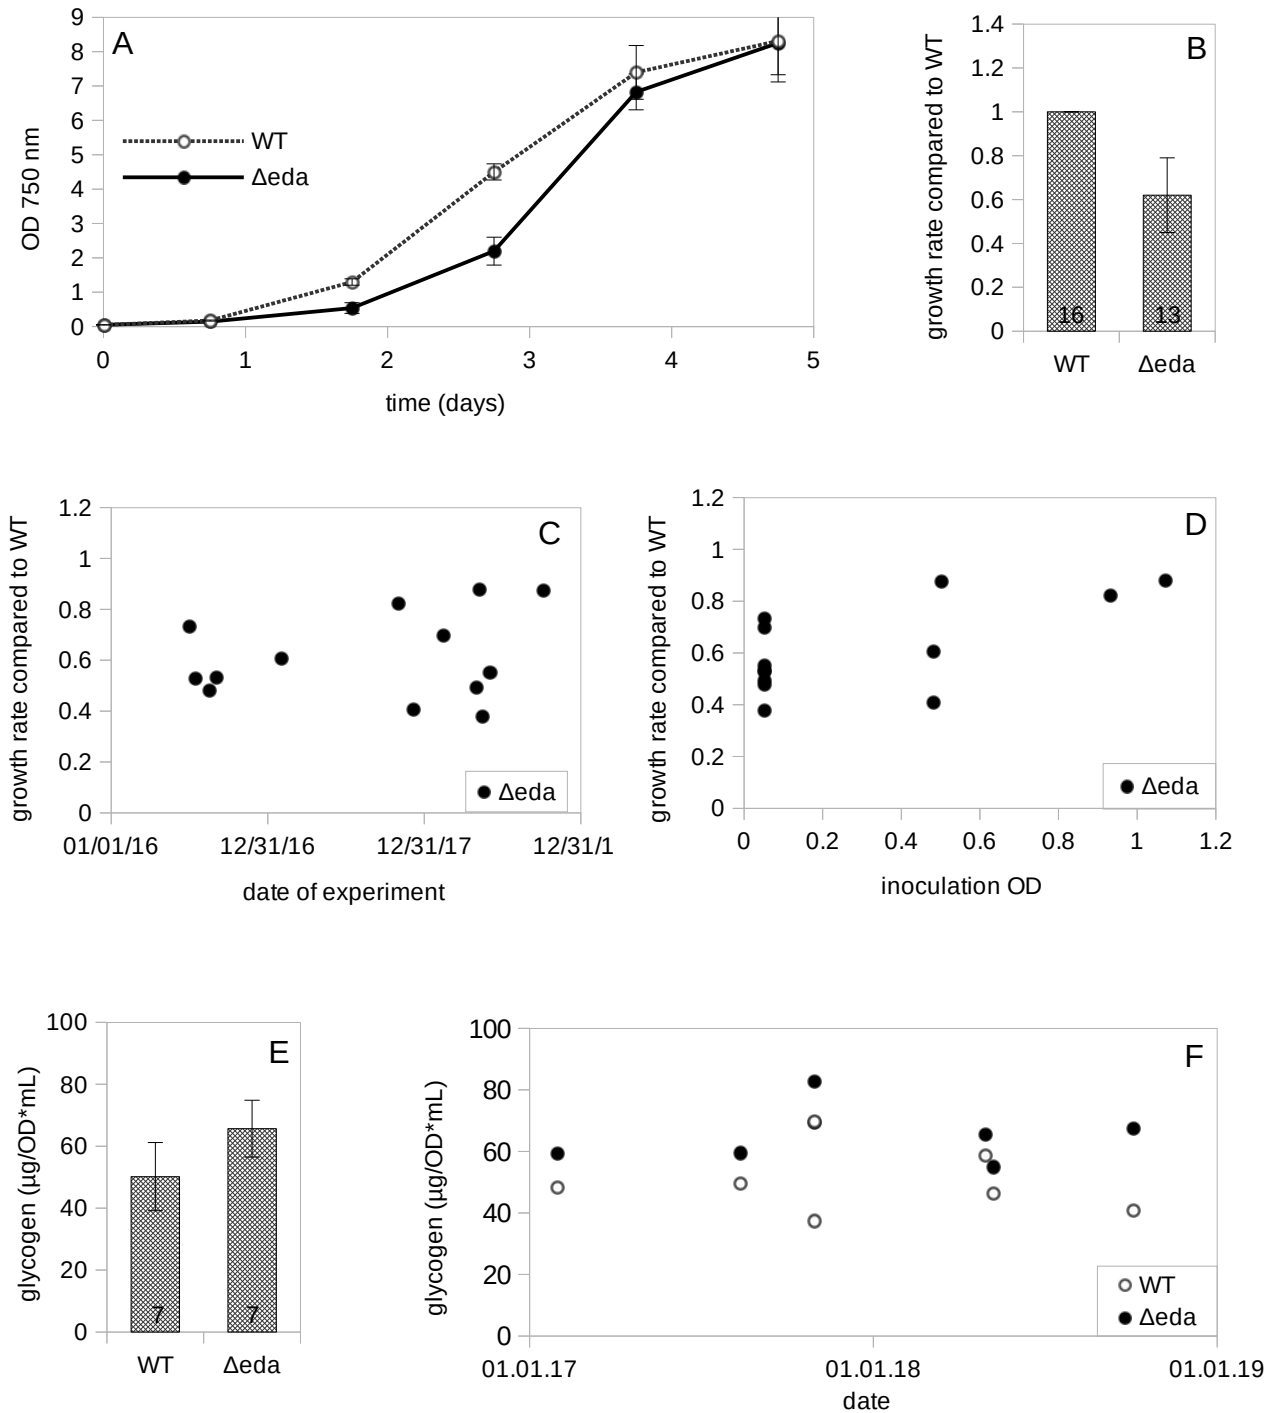 A
OD 750 nm
9
8
7
6
5
4
3
2
1
0
WT
Δeda
0 1 2 3 4 5
time (days)
B
growth rate compared to WT
1.4
1.2
1
0.8
0.6
0.4
0.2
0
16 13
WT Δeda
C
growth rate compared to WT
1.2
1
0.8
0.6
0.4
0.2
0
Δeda
01/01/16 12/31/16 12/31/17 12/31/1
date of experiment
D
growth rate compared to WT
1.2
1
0.8
0.6
0.4
0.2
0
Δeda
0 0.2 0.4 0.6 0.8 1 1.2
inoculation OD
E
glycogen (µg/OD*mL)
100
80
60
40
20
0
7 7
WT Δeda
F
glycogen (µg/OD*mL)
100
80
60
40
20
0
WT
Δeda
01.01.17 01.01.18 01.01.19
date